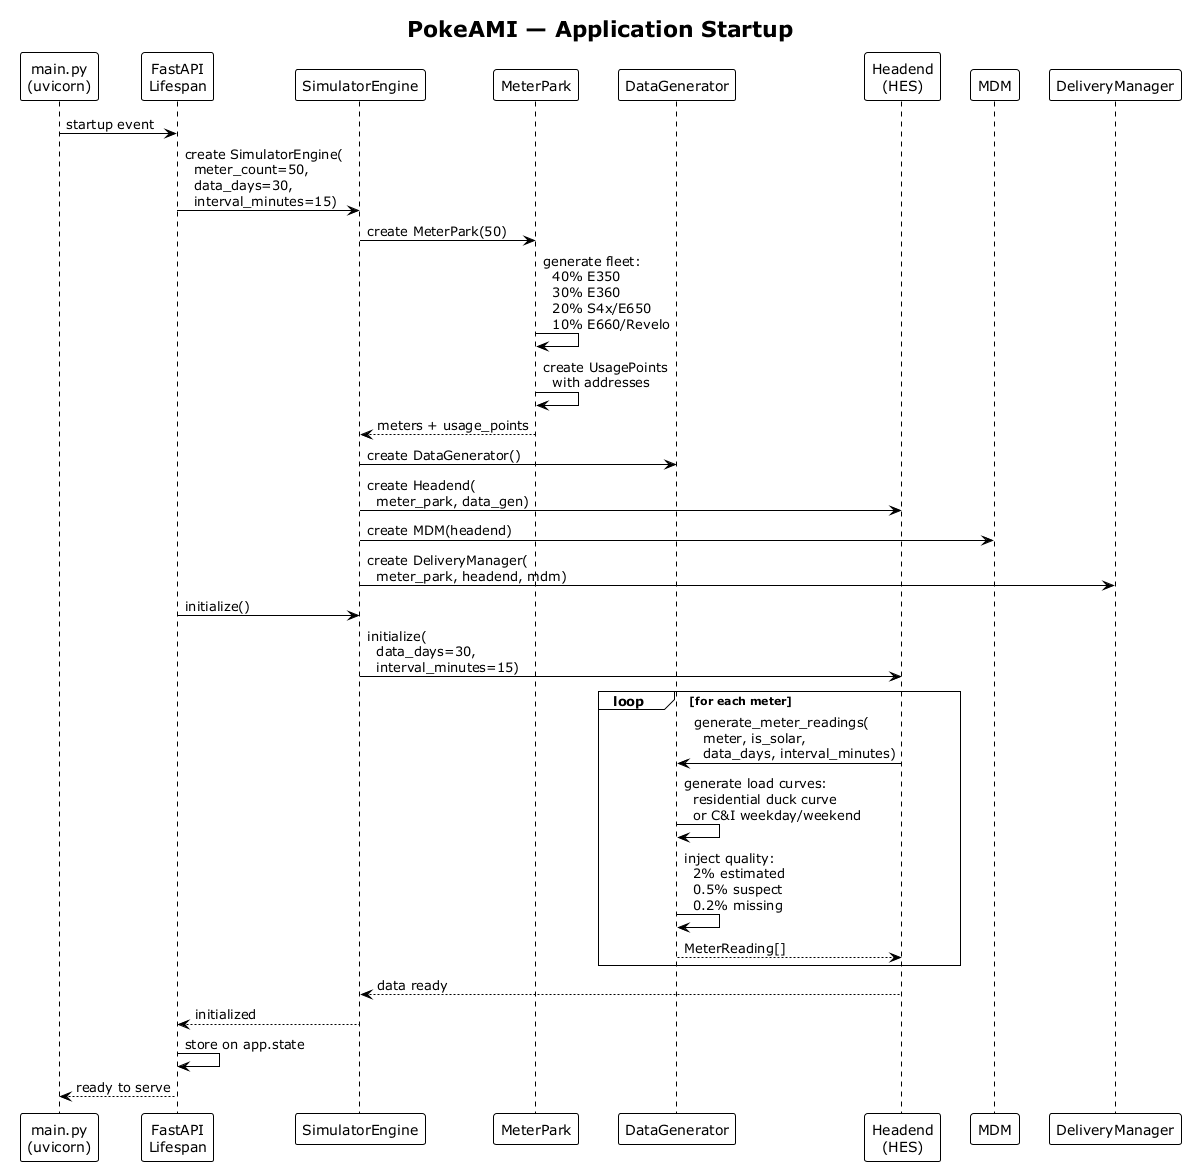 PokeAMI — Application Startup
main.py
(uvicorn)
FastAPI
Lifespan
SimulatorEngine
MeterPark
DataGenerator
Headend
(HES)
MDM
DeliveryManager
startup event
create SimulatorEngine(
meter_count=50,
data_days=30,
interval_minutes=15)
create MeterPark(50)
generate fleet:
40% E350
30% E360
20% S4x/E650
10% E660/Revelo
create UsagePoints
with addresses
meters + usage_points
create DataGenerator()
create Headend(
meter_park, data_gen)
create MDM(headend)
create DeliveryManager(
meter_park, headend, mdm)
initialize()
initialize(
data_days=30,
interval_minutes=15)
loop
[for each meter]
generate_meter_readings(
meter, is_solar,
data_days, interval_minutes)
generate load curves:
residential duck curve
or C&I weekday/weekend
inject quality:
2% estimated
0.5% suspect
0.2% missing
MeterReading[]
data ready
initialized
store on app.state
ready to serve
main.py
(uvicorn)
FastAPI
Lifespan
SimulatorEngine
MeterPark
DataGenerator
Headend
(HES)
MDM
DeliveryManager